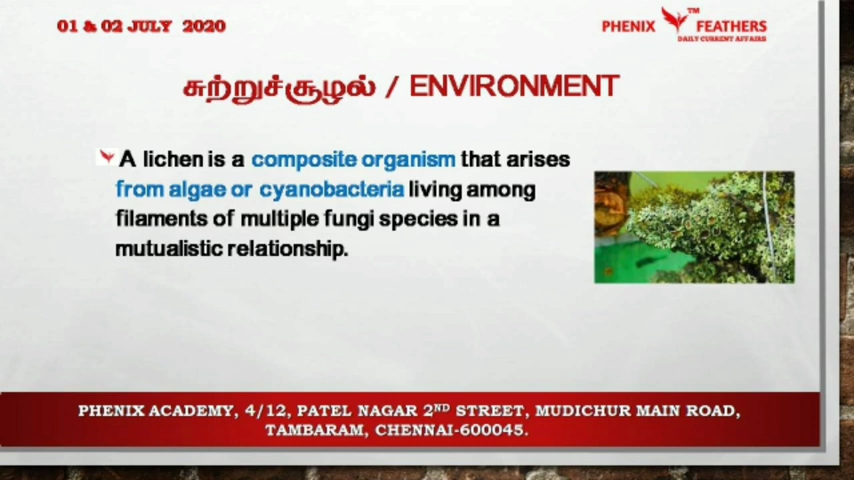 01 & 02 JULY 2020
PHENIX FEATHERS TM
DAILY CURRENT AFFAIRS
சுற்றுச்சூழல் / ENVIRONMENT
A lichen is a composite organism that arises
from algae or cyanobacteria living among
filaments of multiple fungi species in a
mutualistic relationship.
PHENIX ACADEMY, 4/12, PATEL NAGAR 2ND STREET, MUDICHUR MAIN ROAD,
TAMBARAM, CHENNAI-600045.